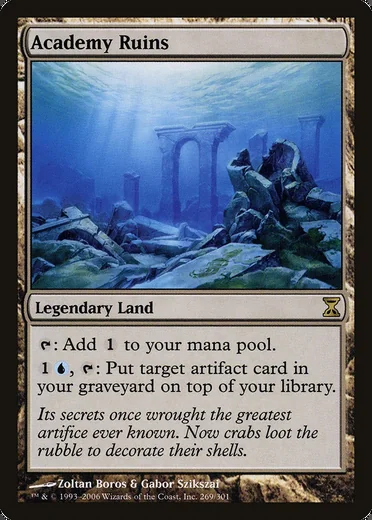 Academy Ruins
Legendary Land
: Add 1 to your mana pool.
1 , : Put target artifact card in
your graveyard on top of your library.
Its secrets once wrought the greatest
artifice ever known. Now crabs loot the
rubble to decorate their shells.
Zoltan Boros & Gabor Szikszai
™ & © 1993–2006 Wizards of the Coast, Inc. 269/301